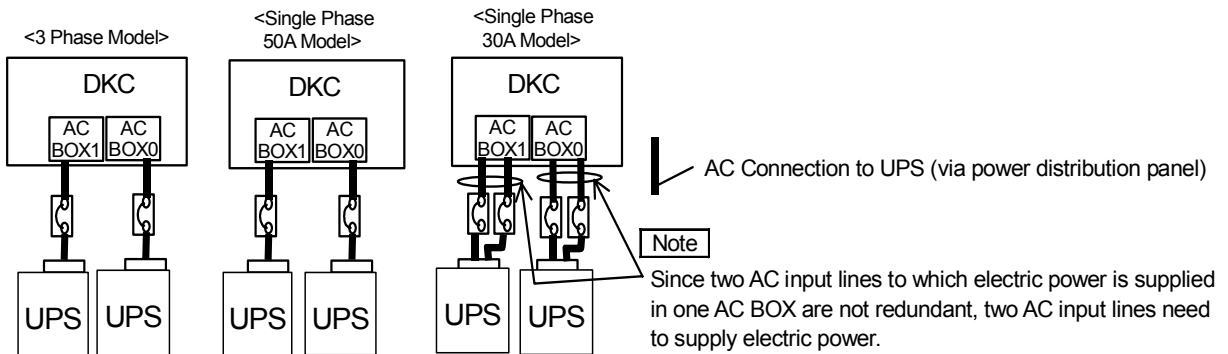 <3 Phase Model>
DKC
AC
BOX1
AC
BOX0
UPS
UPS
<Single Phase
50A Model>
DKC
AC
BOX1
AC
BOX0
UPS
UPS
<Single Phase
30A Model>
DKC
AC
BOX1
AC
BOX0
UPS
UPS
AC Connection to UPS (via power distribution panel)
Note
Since two AC input lines to which electric power is supplied
in one AC BOX are not redundant, two AC input lines need
to supply electric power.